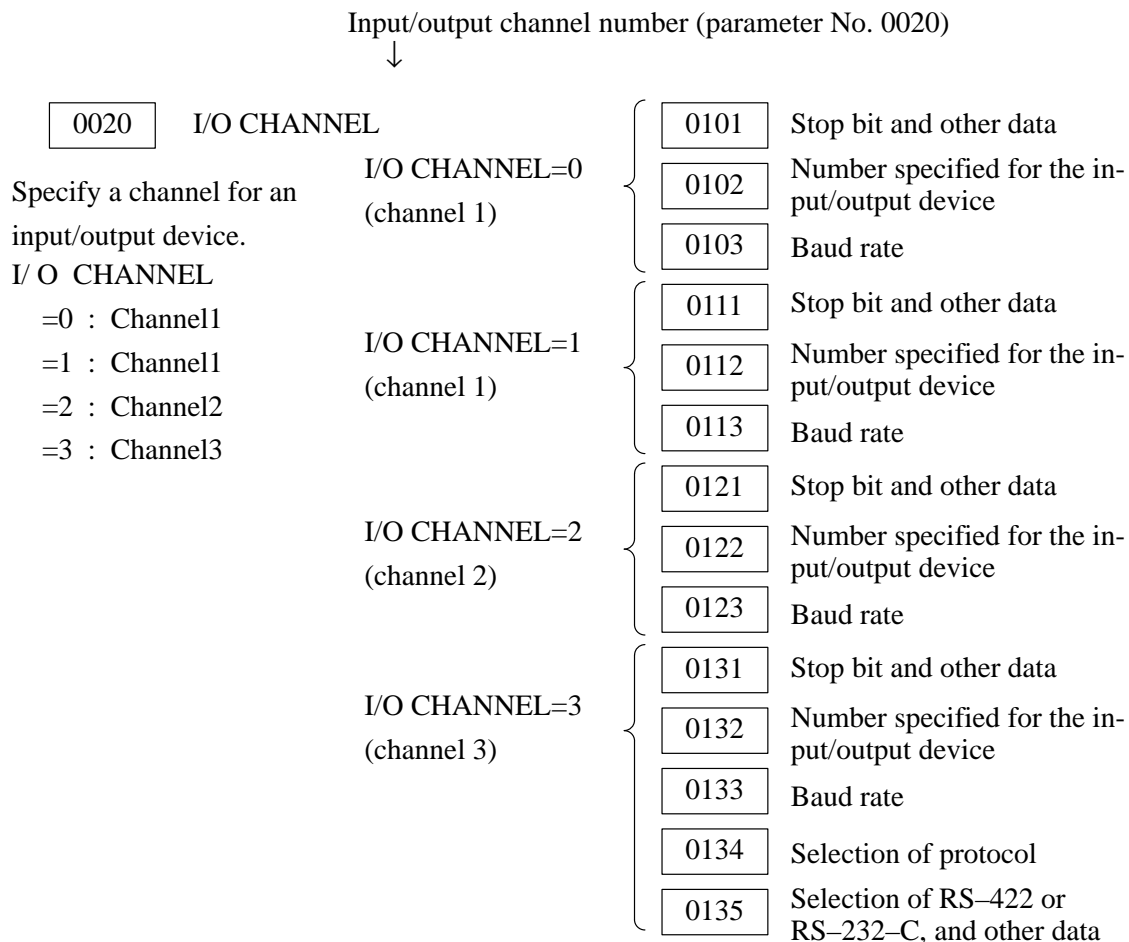 Input/output channel number (parameter No. 0020)
↓
0020 I/O CHANNEL
Specify a channel for an
input/output device.
I/ O CHANNEL
=0 : Channel1
=1 : Channel1
=2 : Channel2
=3 : Channel3
I/O CHANNEL=0
(channel 1)
0101 Stop bit and other data
0102 Number specified for the in-
put/output device
0103 Baud rate
I/O CHANNEL=1
(channel 1)
0111 Stop bit and other data
0112 Number specified for the in-
put/output device
0113 Baud rate
I/O CHANNEL=2
(channel 2)
0121 Stop bit and other data
0122 Number specified for the in-
put/output device
0123 Baud rate
I/O CHANNEL=3
(channel 3)
0131 Stop bit and other data
0132 Number specified for the in-
put/output device
0133 Baud rate
0134 Selection of protocol
0135 Selection of RS–422 or
RS–232–C, and other data